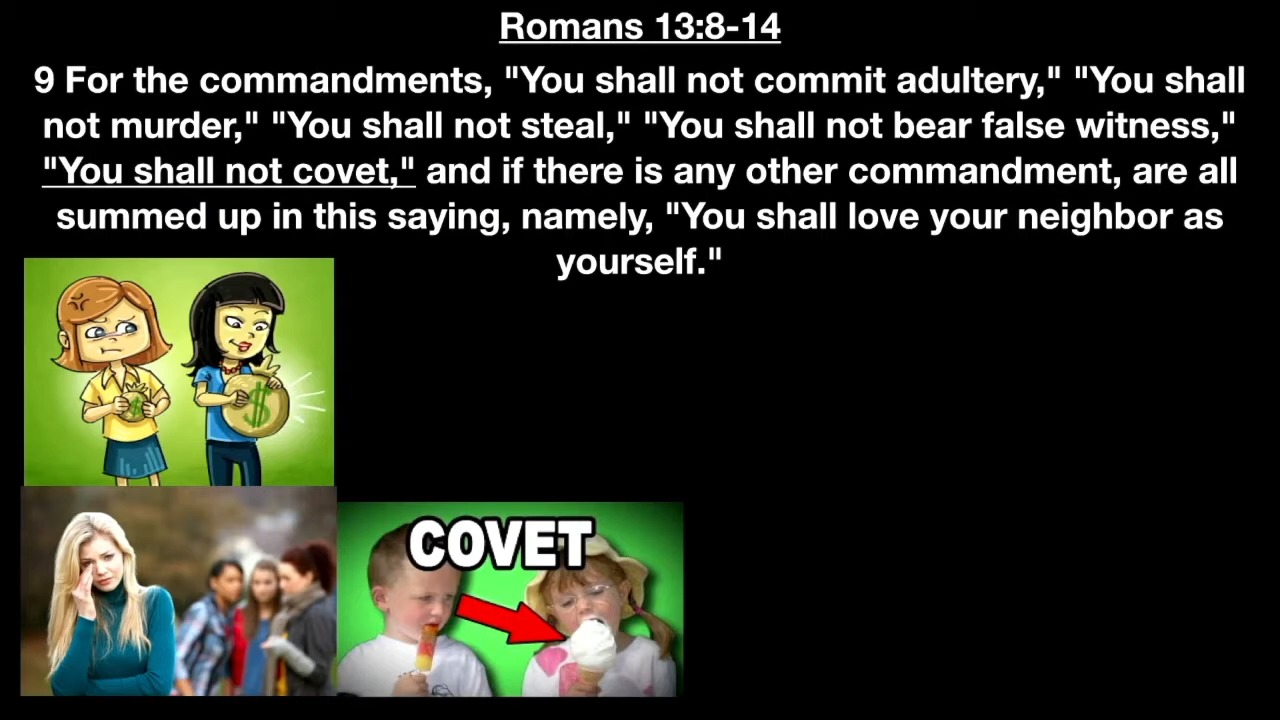 Romans 13:8-14
9 For the commandments, "You shall not commit adultery," "You shall
not murder," "You shall not steal," "You shall not bear false witness,"
"You shall not covet," and if there is any other commandment, are all
summed up in this saying, namely, "You shall love your neighbor as
yourself."
$
$
COVET